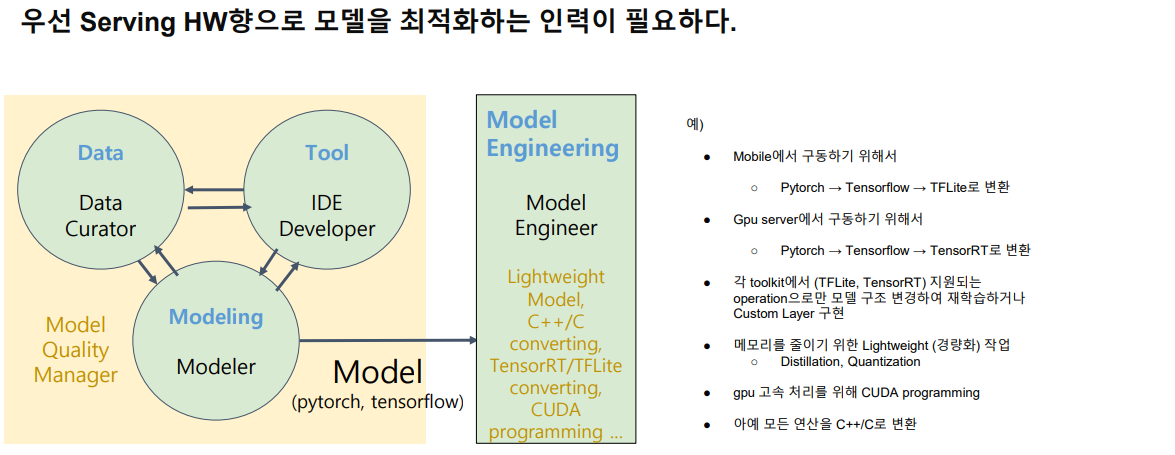 우선 Serving HW향으로 모델을 최적화하는 인력이 필요하다.
Data
Data
Curator
Tool
IDE
Developer
Modeling
Modeler
Model
Quality
Manager
Model
(pytorch, tensorflow)
Model
Engineering
Model
Engineer
Lightweight
Model,
C++/C
converting,
TensorRT/TFLite
converting,
CUDA
programming ...
예)
● Mobile에서 구동하기 위해서
○ Pytorch → Tensorflow → TFLite로 변환
● Gpu server에서 구동하기 위해서
○ Pytorch → Tensorflow → TensorRT로 변환
● 각 toolkit에서 (TFLite, TensorRT) 지원되는
operation으로만 모델 구조 변경하여 재학습하거나
Custom Layer 구현
● 메모리를 줄이기 위한 Lightweight (경량화) 작업
○ Distillation, Quantization
● gpu 고속 처리를 위해 CUDA programming
● 아예 모든 연산을 C++/C로 변환